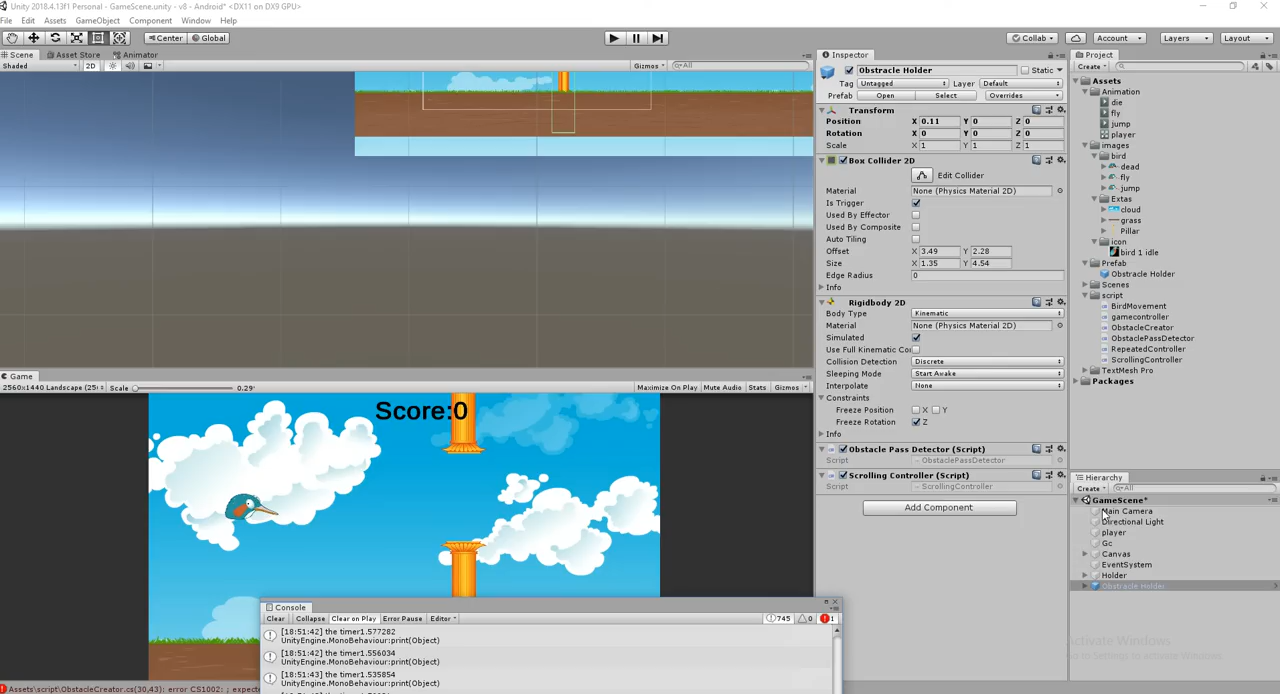 Unity 2018.4.13f1 Personal - GameScene.unity - v8 - Android* <DX11 on DX9 GPU>
File Edit Assets GameObject Component Window Help
Center Global
Collab Account Layers Layout
Scene Asset Store Animator
Shaded 2D Gizmos All
Inspector
Obstracle Holder Static
Tag Untagged Layer Default
Prefab Open Select Overrides
Transform
Position X 0.11 Y 0 Z 0
Rotation X 0 Y 0 Z 0
Scale X 1 Y 1 Z 1
Box Collider 2D
Edit Collider
Material None (Physics Material 2D)
Is Trigger
Used By Effector
Used By Composite
Auto Tiling
Offset X 3.49 Y 2.28
Size X 1.35 Y 4.54
Edge Radius 0
Info
Rigidbody 2D
Body Type Kinematic
Material None (Physics Material 2D)
Simulated
Use Full Kinematic Co
Collision Detection Discrete
Sleeping Mode Start Awake
Interpolate None
Constraints
Freeze Position X Y
Freeze Rotation Z
Info
Obstacle Pass Detector (Script)
Script ObstaclePassDetector
Scrolling Controller (Script)
Script ScrollingController
Add Component
Project
Create
Assets
Animation
die
fly
jump
player
images
bird
dead
fly
jump
Extas
cloud
grass
Pillar
icon
bird 1 idle
Prefab
Obstracle Holder
Scenes
script
BirdMovement
gamecontroller
ObstacleCreator
ObstaclePassDetector
RepeatedController
ScrollingController
TextMesh Pro
Packages
Hierarchy
Create All
GameScene*
Main Camera
Directional Light
player
Gc
Canvas
EventSystem
Holder
Obstracle Holder
Activate Windows
Game
2560x1440 Landscape (25 Scale 0.29 Maximize On Play Mute Audio Stats Gizmos
Score:0
Console
Clear Collapse Clear on Play Error Pause Editor 745 0 1
[18:51:42] the timer1.577282
UnityEngine.MonoBehaviour:print(Object)
[18:51:42] the timer1.556034
UnityEngine.MonoBehaviour:print(Object)
[18:51:43] the timer1.535854
UnityEngine.MonoBehaviour:print(Object)
Assets\script\ObstacleCreator.cs(30,43): error CS1002: ; expecte